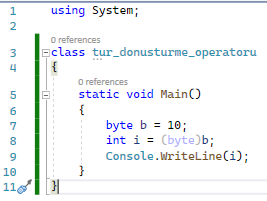 1 using System;
2
0 references
3 class tur_donusturme_operatoru
4 {
0 references
5 static void Main()
6 {
7 byte b = 10;
8 int i = (byte)b;
9 Console.WriteLine(i);
10 }
11 }